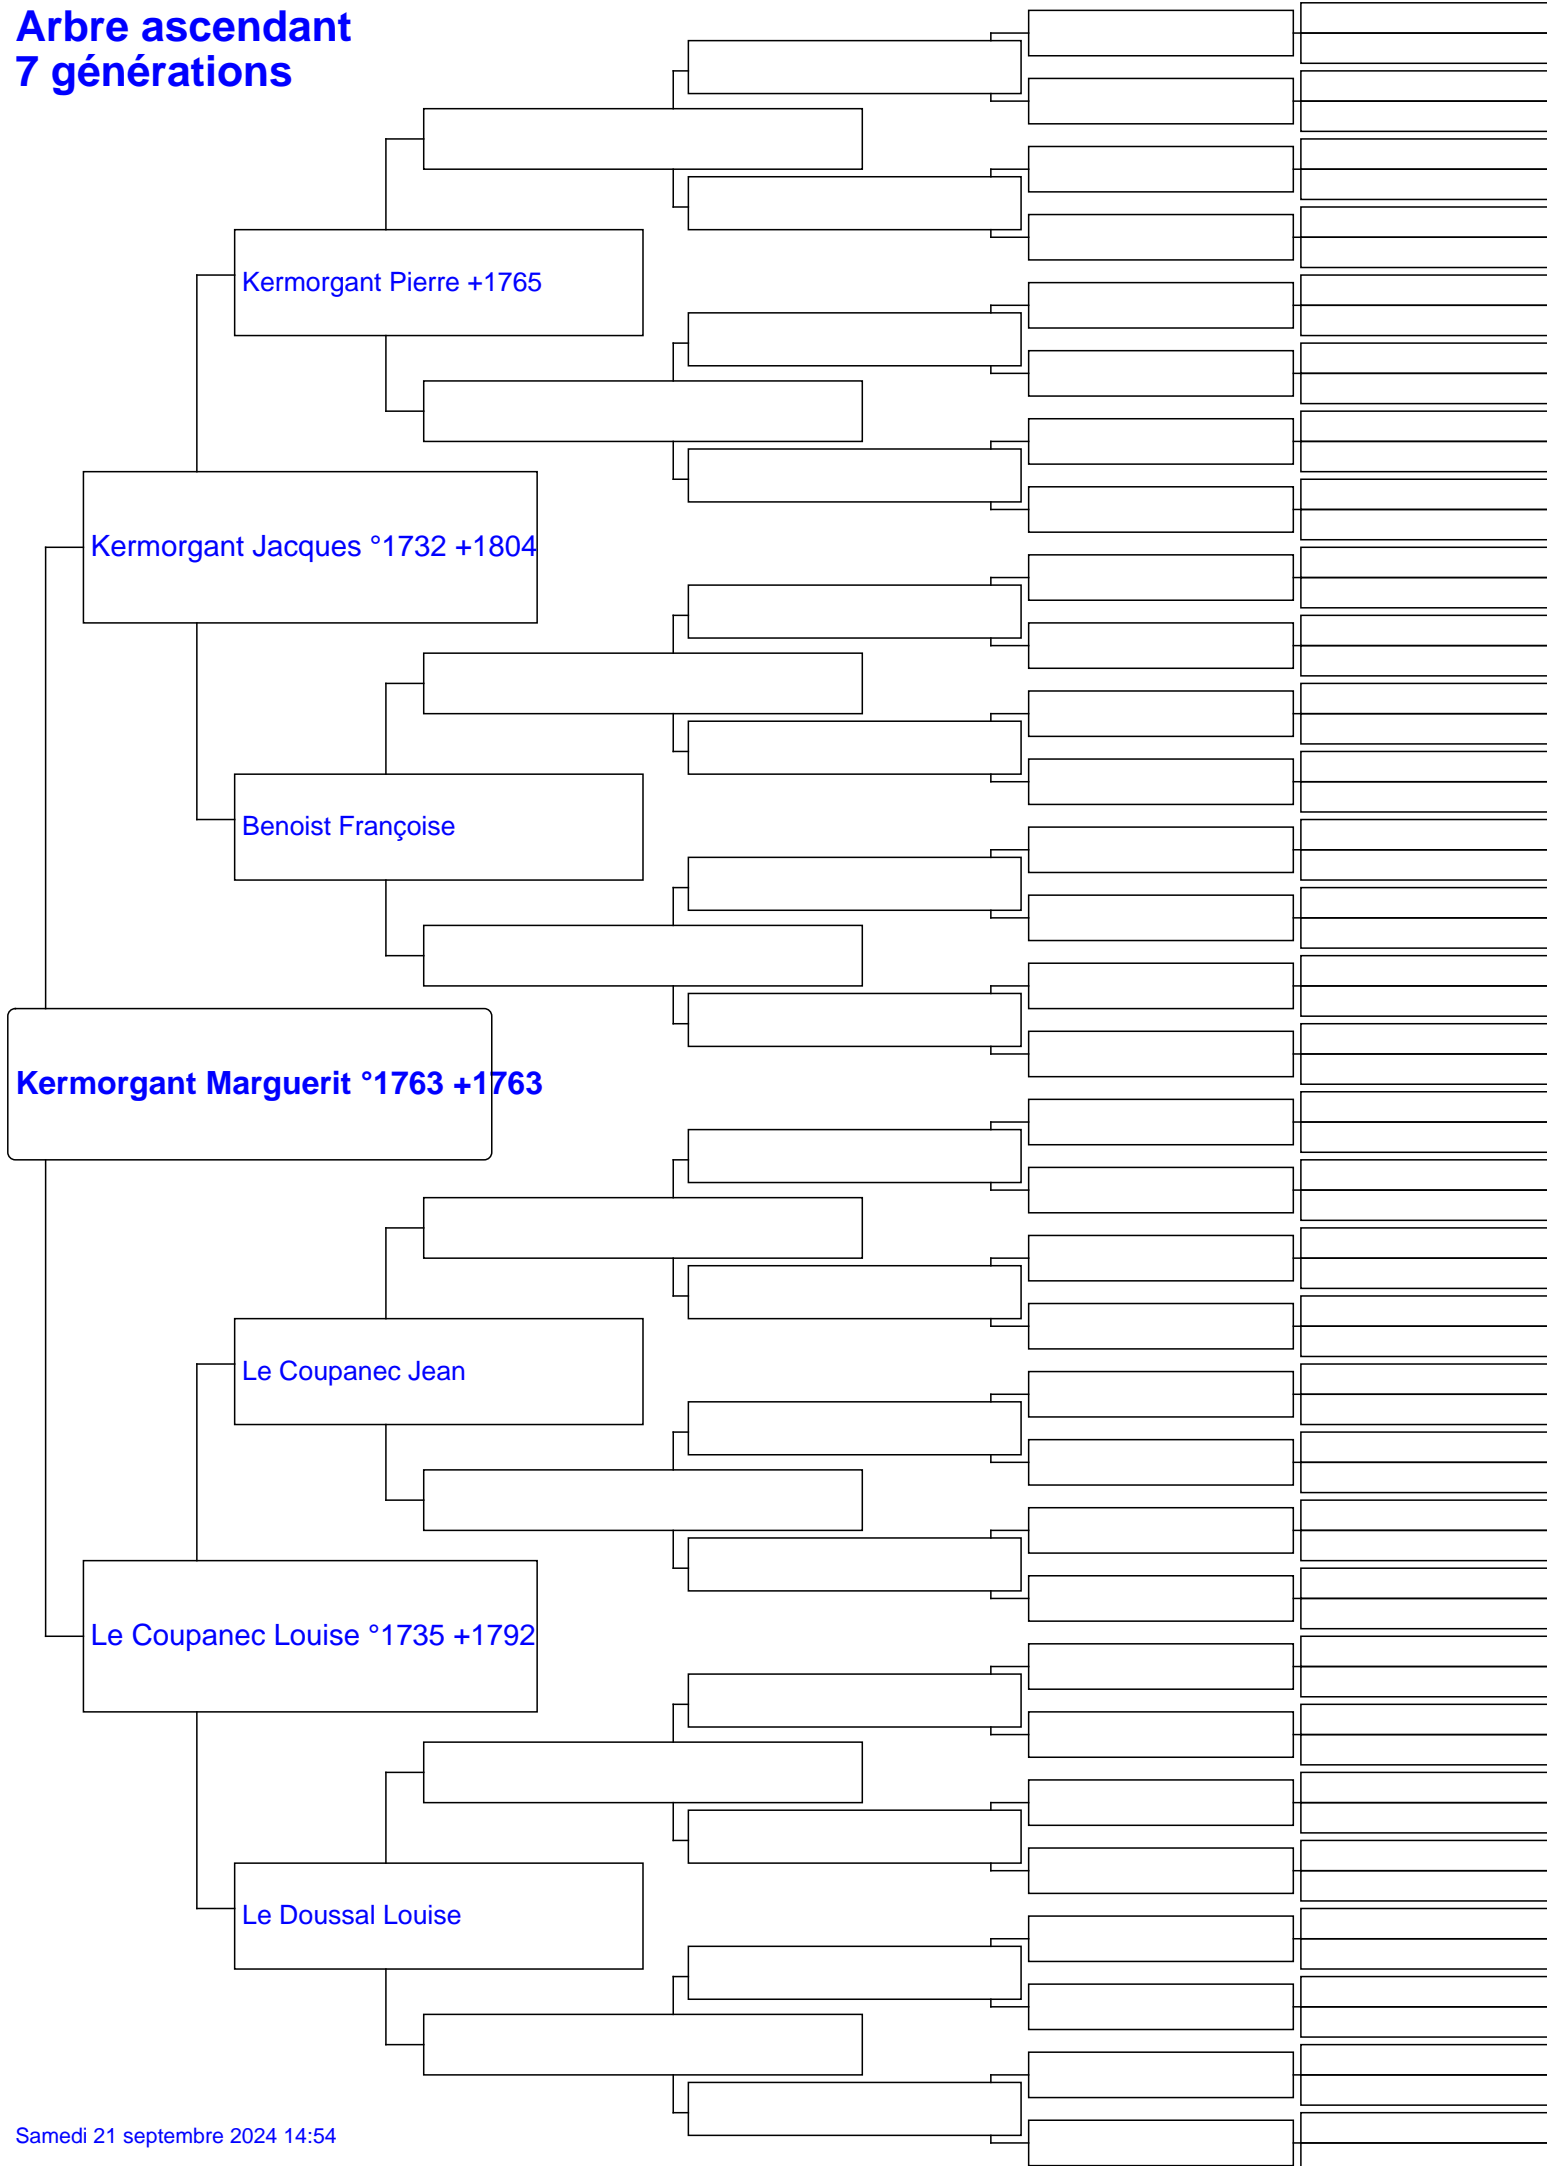 Arbre ascendant
7 générations
Kermorgant Pierre +1765
Kermorgant Jacques °1732 +1804
Benoist Françoise
Kermorgant Marguerit °1763 +1763
Le Coupanec Jean
Le Coupanec Louise °1735 +1792
Le Doussal Louise
Samedi 21 septembre 2024 14:54